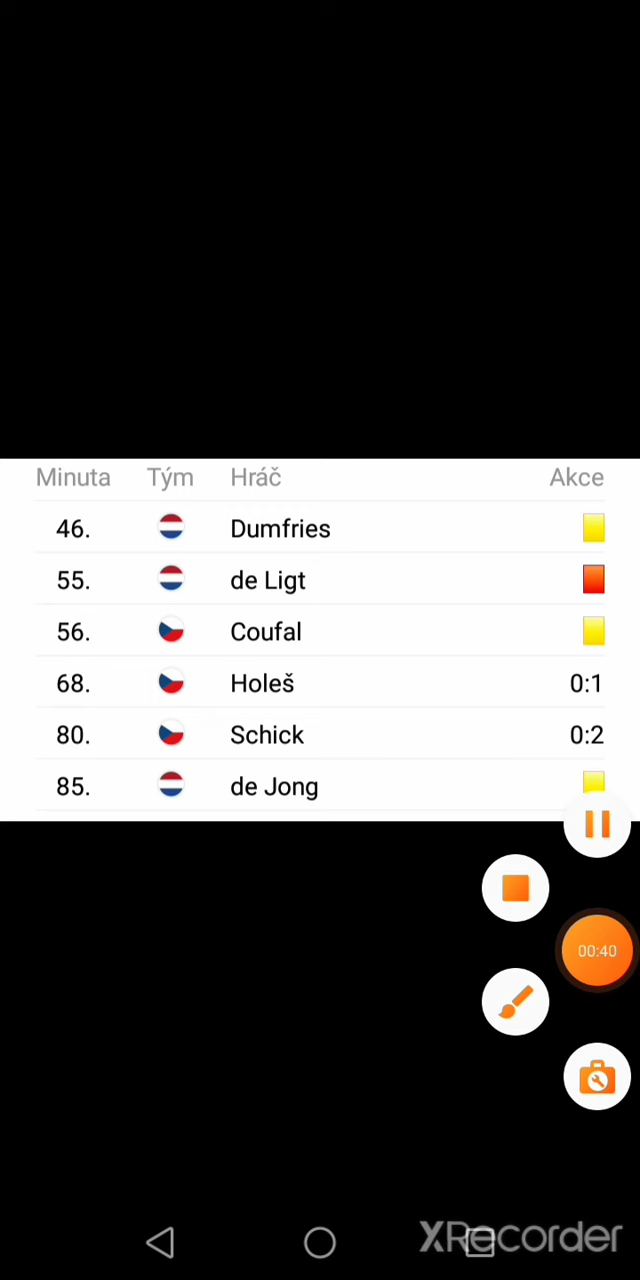 Minuta Tým Hráč Akce
46. Dumfries
55. de Ligt
56. Coufal
68. Holeš 0:1
80. Schick 0:2
85. de Jong
00:40
XRecorder